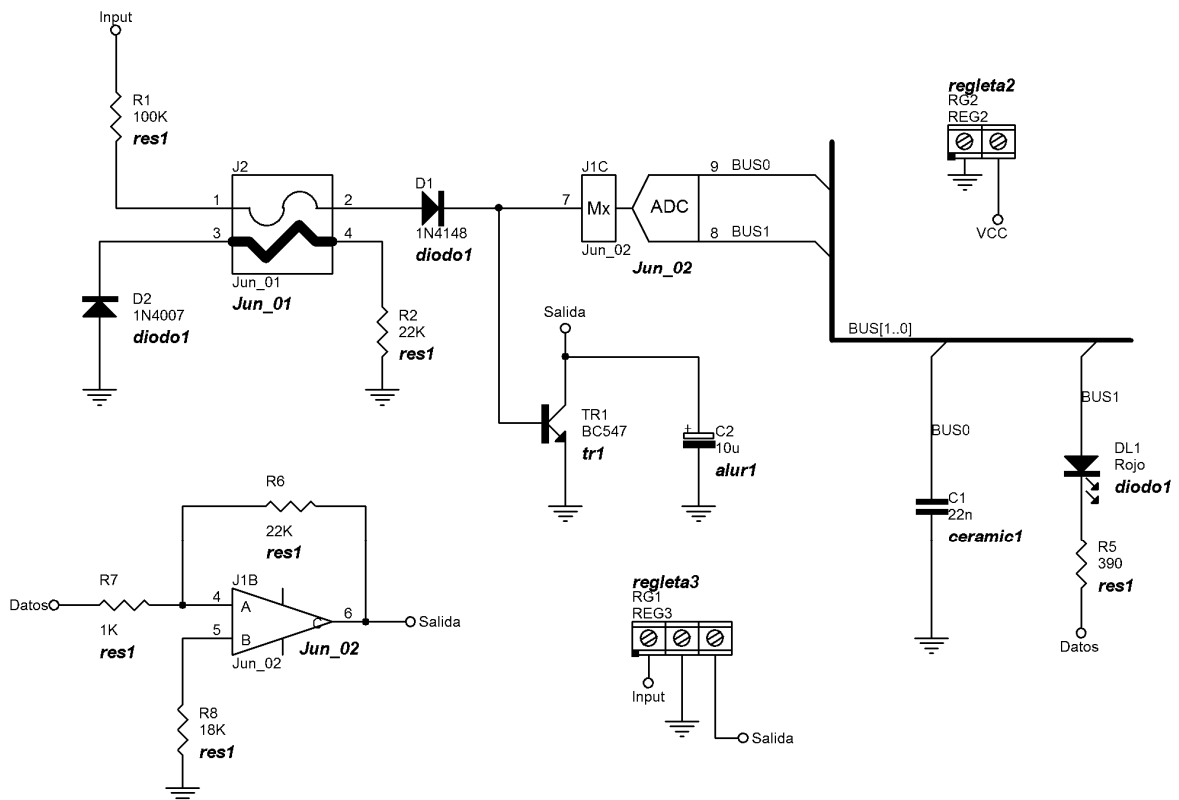 Input
R1
100K
res1
J2
1
2
3
4
Jun_01
Jun_01
D1
1N4148
diodo1
D2
1N4007
diodo1
R2
22K
res1
7
J1C
Mx
Jun_02
ADC
Jun_02
9
BUS0
8
BUS1
regleta2
RG2
REG2
VCC
BUS[1..0]
Salida
TR1
BC547
tr1
+
C2
10u
alur1
BUS0
C1
22n
ceramic1
BUS1
DL1
Rojo
diodo1
R5
390
res1
Datos
R6
22K
res1
Datos
R7
1K
res1
J1B
4
A
5
B
C
6
Jun_02
Jun_02
Salida
R8
18K
res1
regleta3
RG1
REG3
Input
Salida